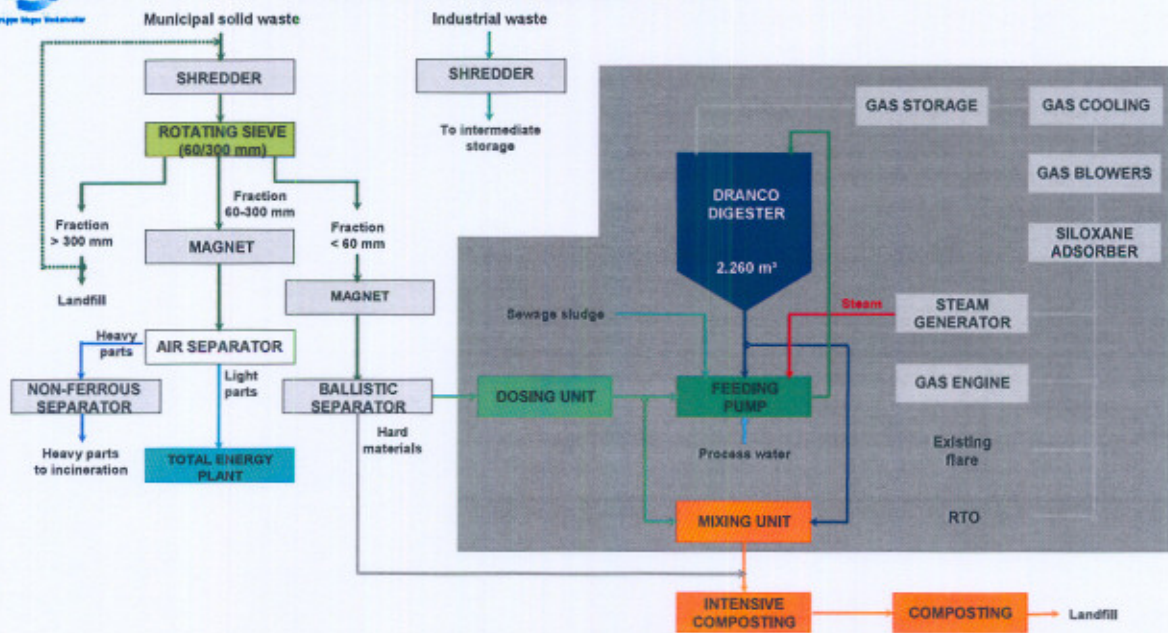 Municipal solid waste
Industrial waste
SHREDDER
SHREDDER
GAS STORAGE
GAS COOLING
ROTATING SIEVE
(60/300 mm)
To intermediate
storage
GAS BLOWERS
DRANCO
DIGESTER
2.260 m³
Fraction
> 300 mm
Fraction
60-300 mm
Fraction
< 60 mm
MAGNET
SILOXANE
ADSORBER
Landfill
MAGNET
Sewage sludge
Steam
STEAM
GENERATOR
Heavy
parts
AIR SEPARATOR
Light
parts
NON-FERROUS
SEPARATOR
BALLISTIC
SEPARATOR
DOSING UNIT
FEEDING
PUMP
GAS ENGINE
Hard
materials
Heavy parts
to incineration
TOTAL ENERGY
PLANT
Process water
Existing
flare
MIXING UNIT
RTO
INTENSIVE
COMPOSTING
COMPOSTING
Landfill